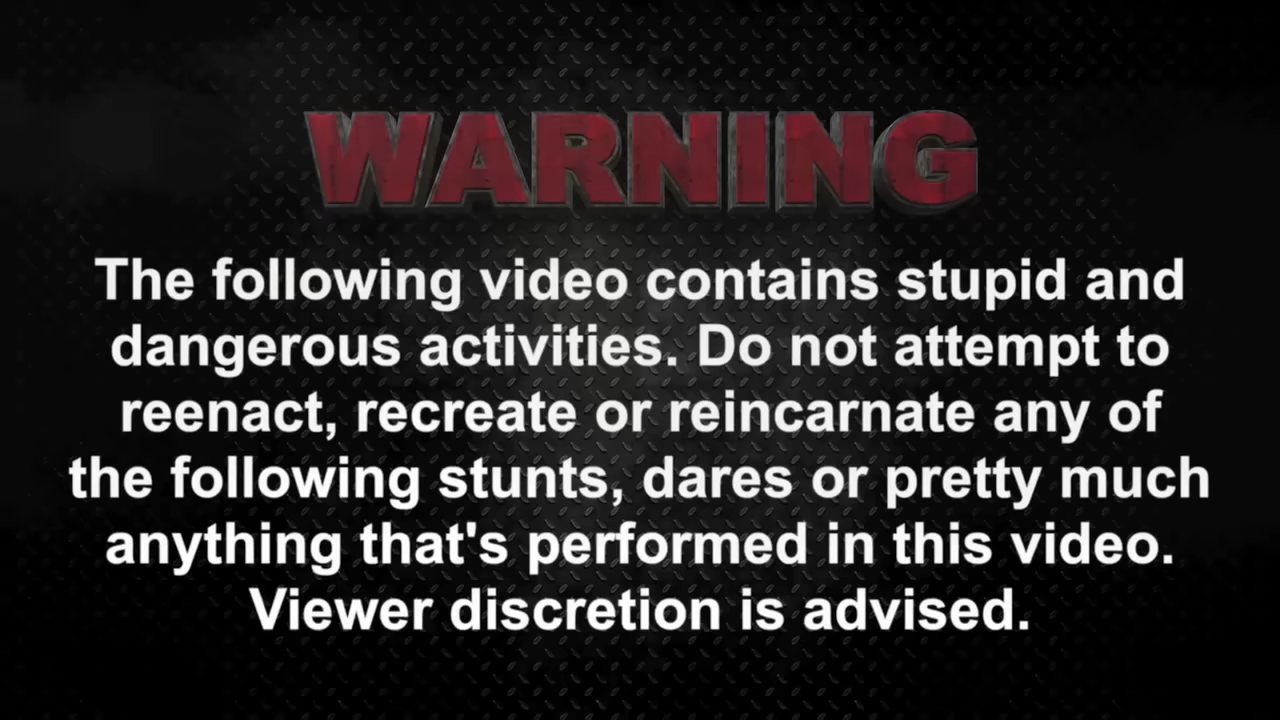 WARNING
The following video contains stupid and
dangerous activities. Do not attempt to
reenact, recreate or reincarnate any of
the following stunts, dares or pretty much
anything that's performed in this video.
Viewer discretion is advised.